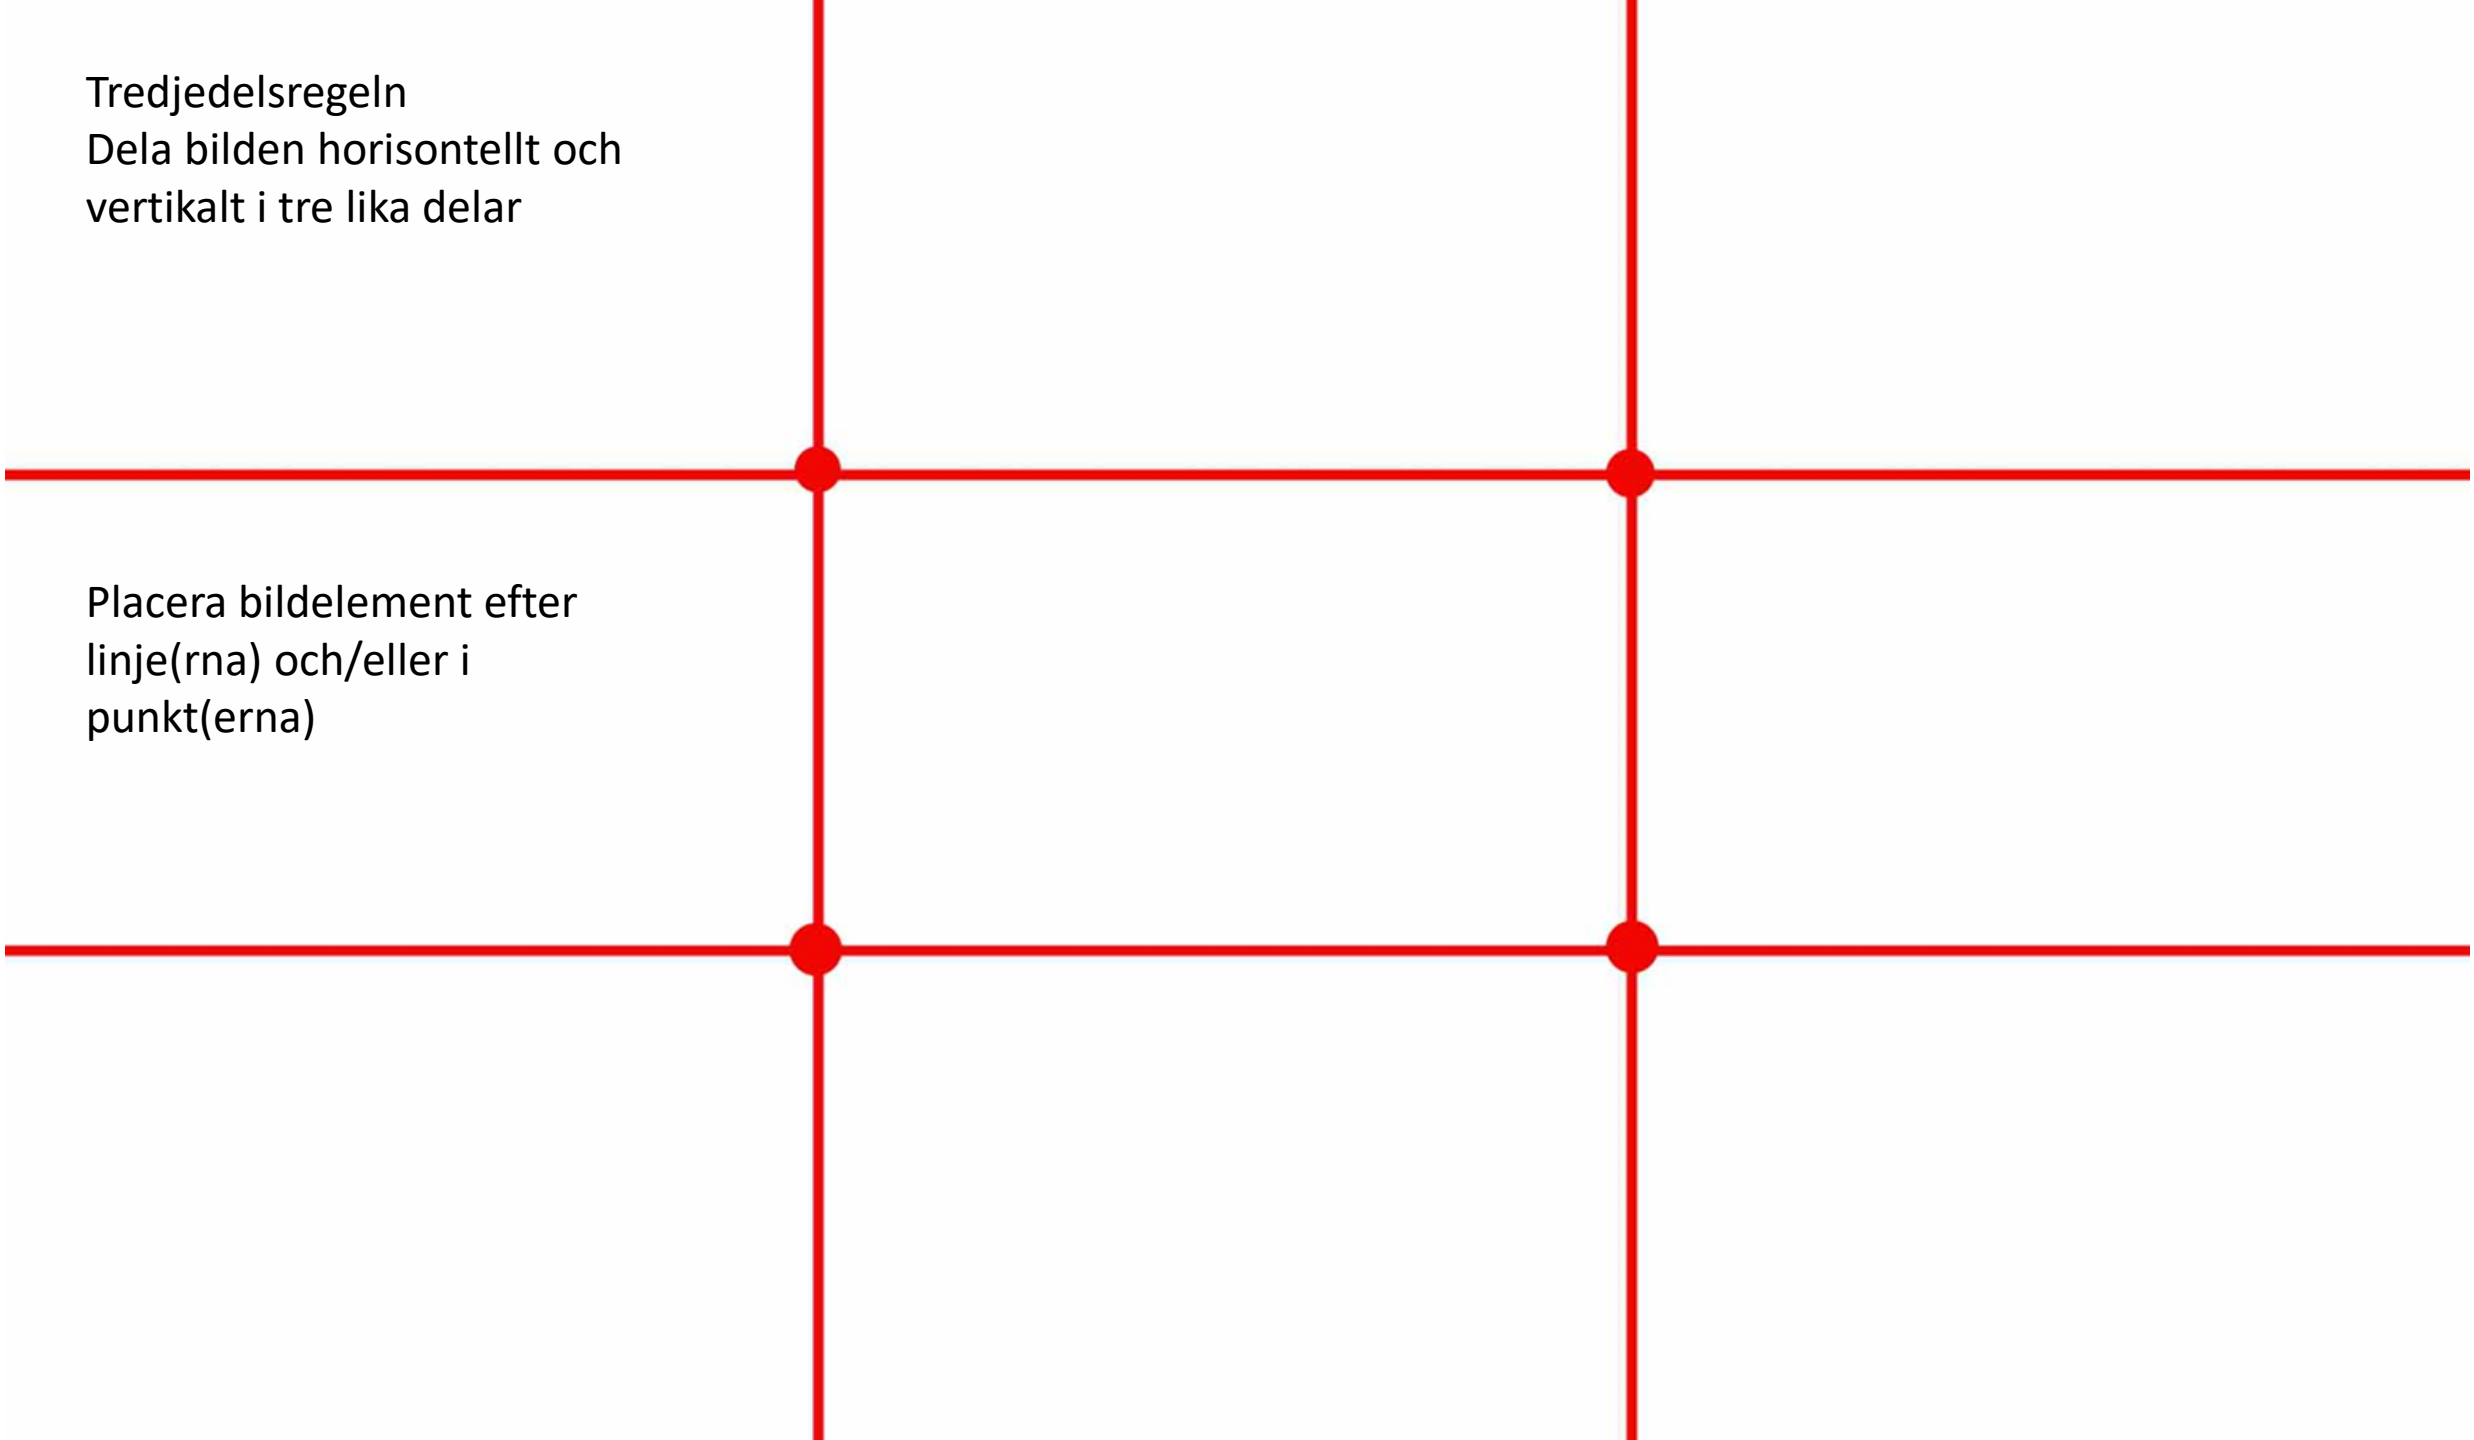 Tredjedelsregeln
Dela bilden horisontellt och
vertikalt i tre lika delar
Placera bildelement efter
linje(rna) och/eller i
punkt(erna)